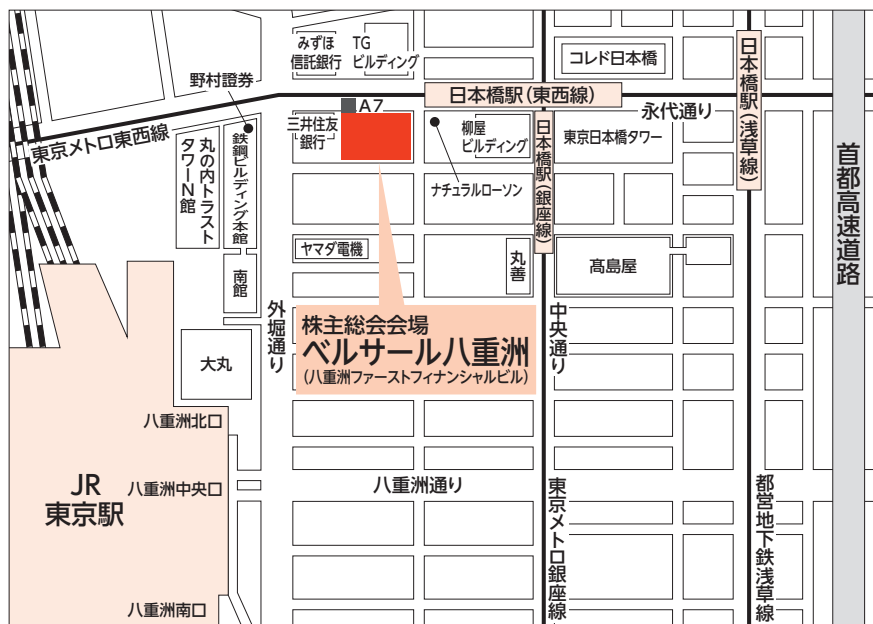 みずほ
信託銀行
TG
ビルディング
コレド日本橋
野村證券
日本橋駅(東西線)
日本橋駅(浅草線)
A7
永代通り
東京メトロ東西線
三井住友
銀行
柳屋
ビルディング
東京日本橋タワー
丸の内トラスト
タワーN館
鉄鋼ビルディング本館
日本橋駅(銀座線)
首都高速道路
ナチュラルローソン
ヤマダ電機
丸善
髙島屋
南館
外堀通り
株主総会会場
ベルサール八重洲
(八重洲ファーストフィナンシャルビル)
中央通り
大丸
八重洲北口
JR
東京駅
八重洲中央口
八重洲通り
東京メトロ銀座線
都営地下鉄浅草線
八重洲南口